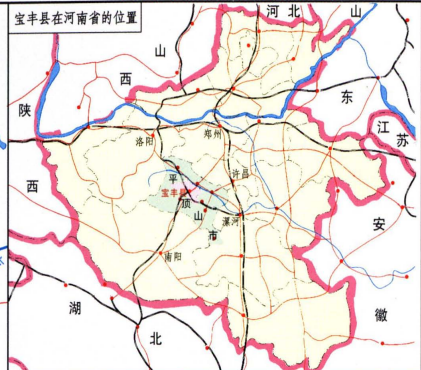 宝丰县在河南省的位置
河北
山
山
西
东
陕
江
苏
洛阳
郑州
平
许昌
西
宝丰县
顶
山
漯河
安
市
南阳
湖
北
徽